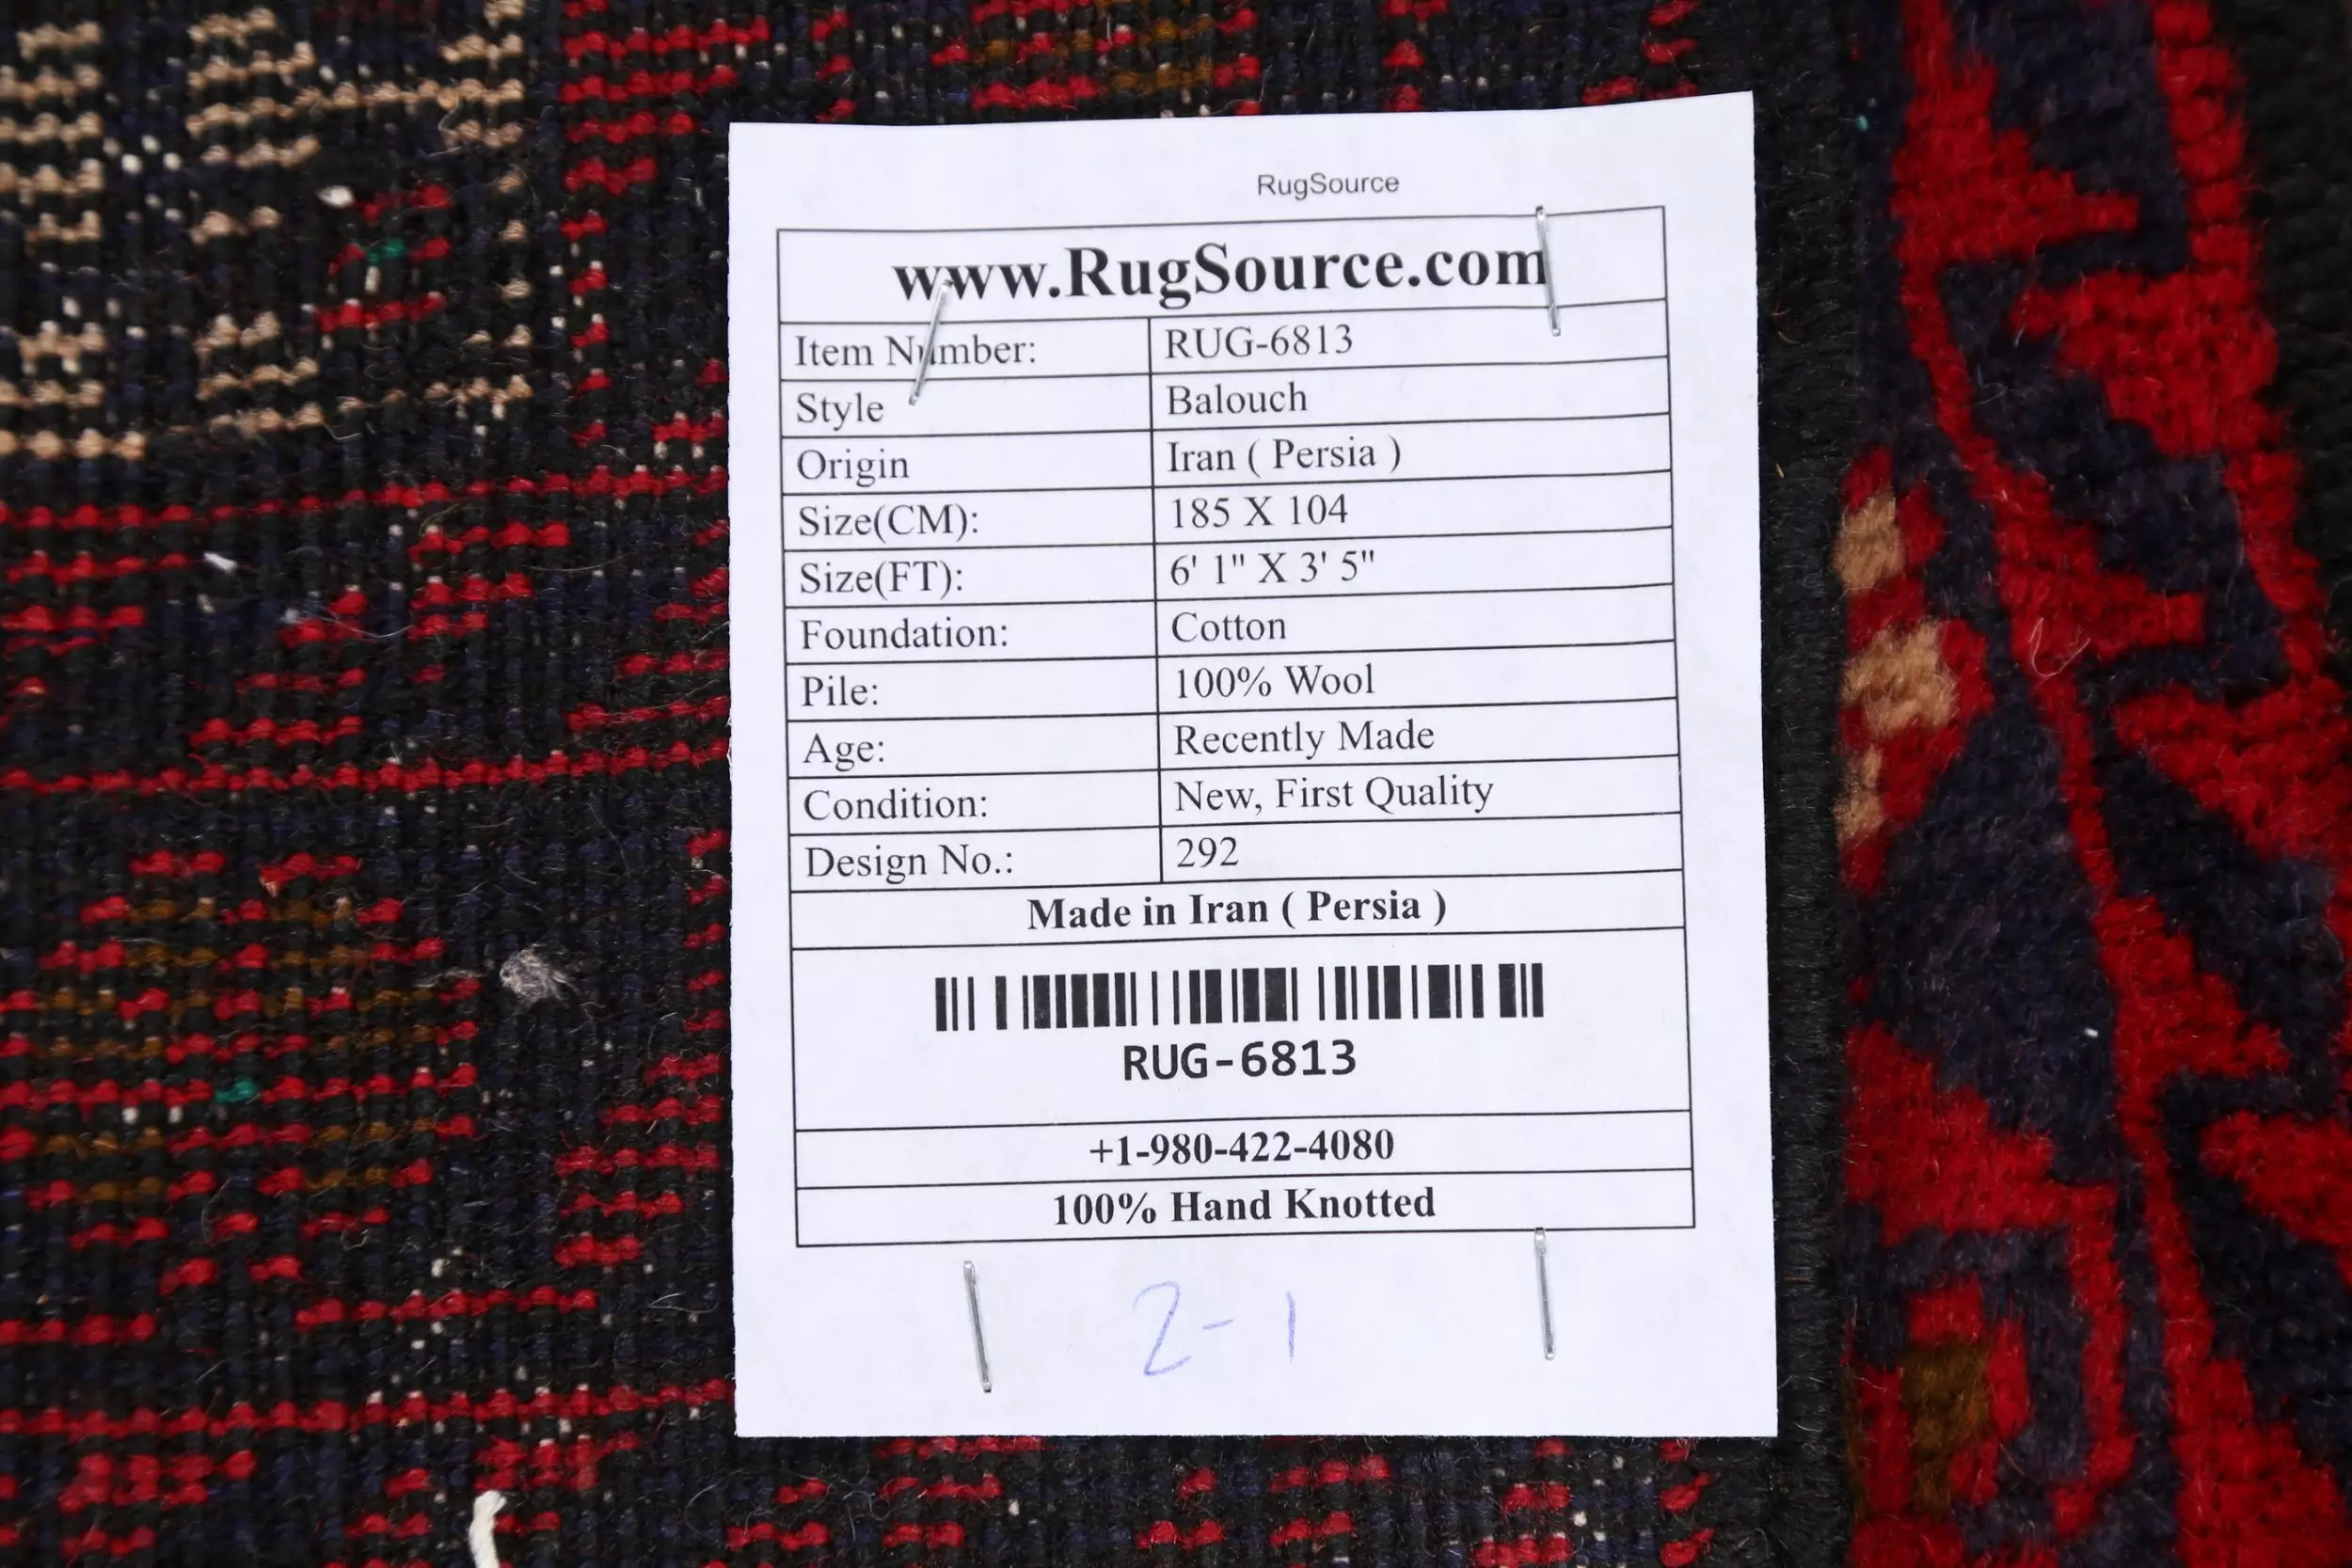 RugSource
www.RugSource.com
Item Number: RUG-6813
Style Balouch
Origin Iran ( Persia )
Size(CM): 185 X 104
Size(FT): 6' 1" X 3' 5"
Foundation: Cotton
Pile: 100% Wool
Age: Recently Made
Condition: New, First Quality
Design No.: 292
Made in Iran ( Persia )
RUG-6813
+1-980-422-4080
100% Hand Knotted
2-1